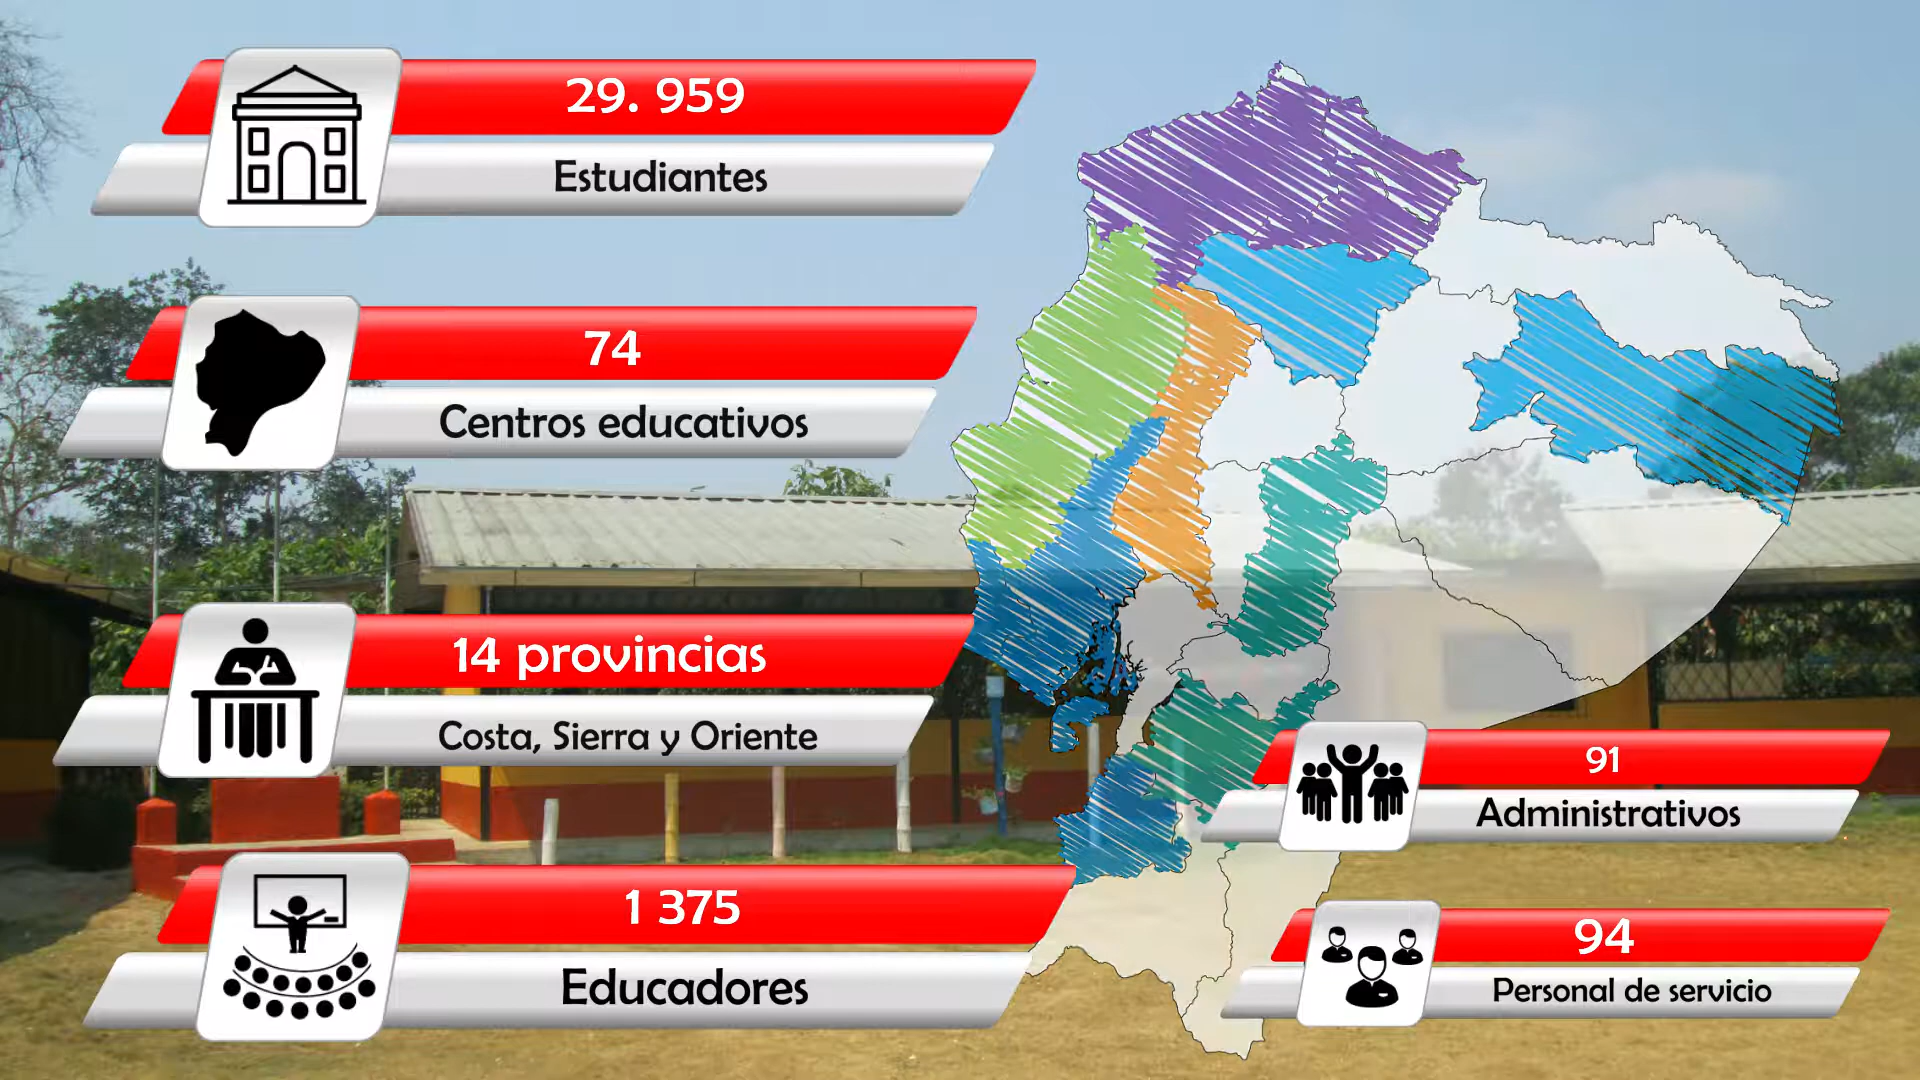 29. 959
Estudiantes
74
Centros educativos
14 provincias
Costa, Sierra y Oriente
1 375
Educadores
91
Administrativos
94
Personal de servicio